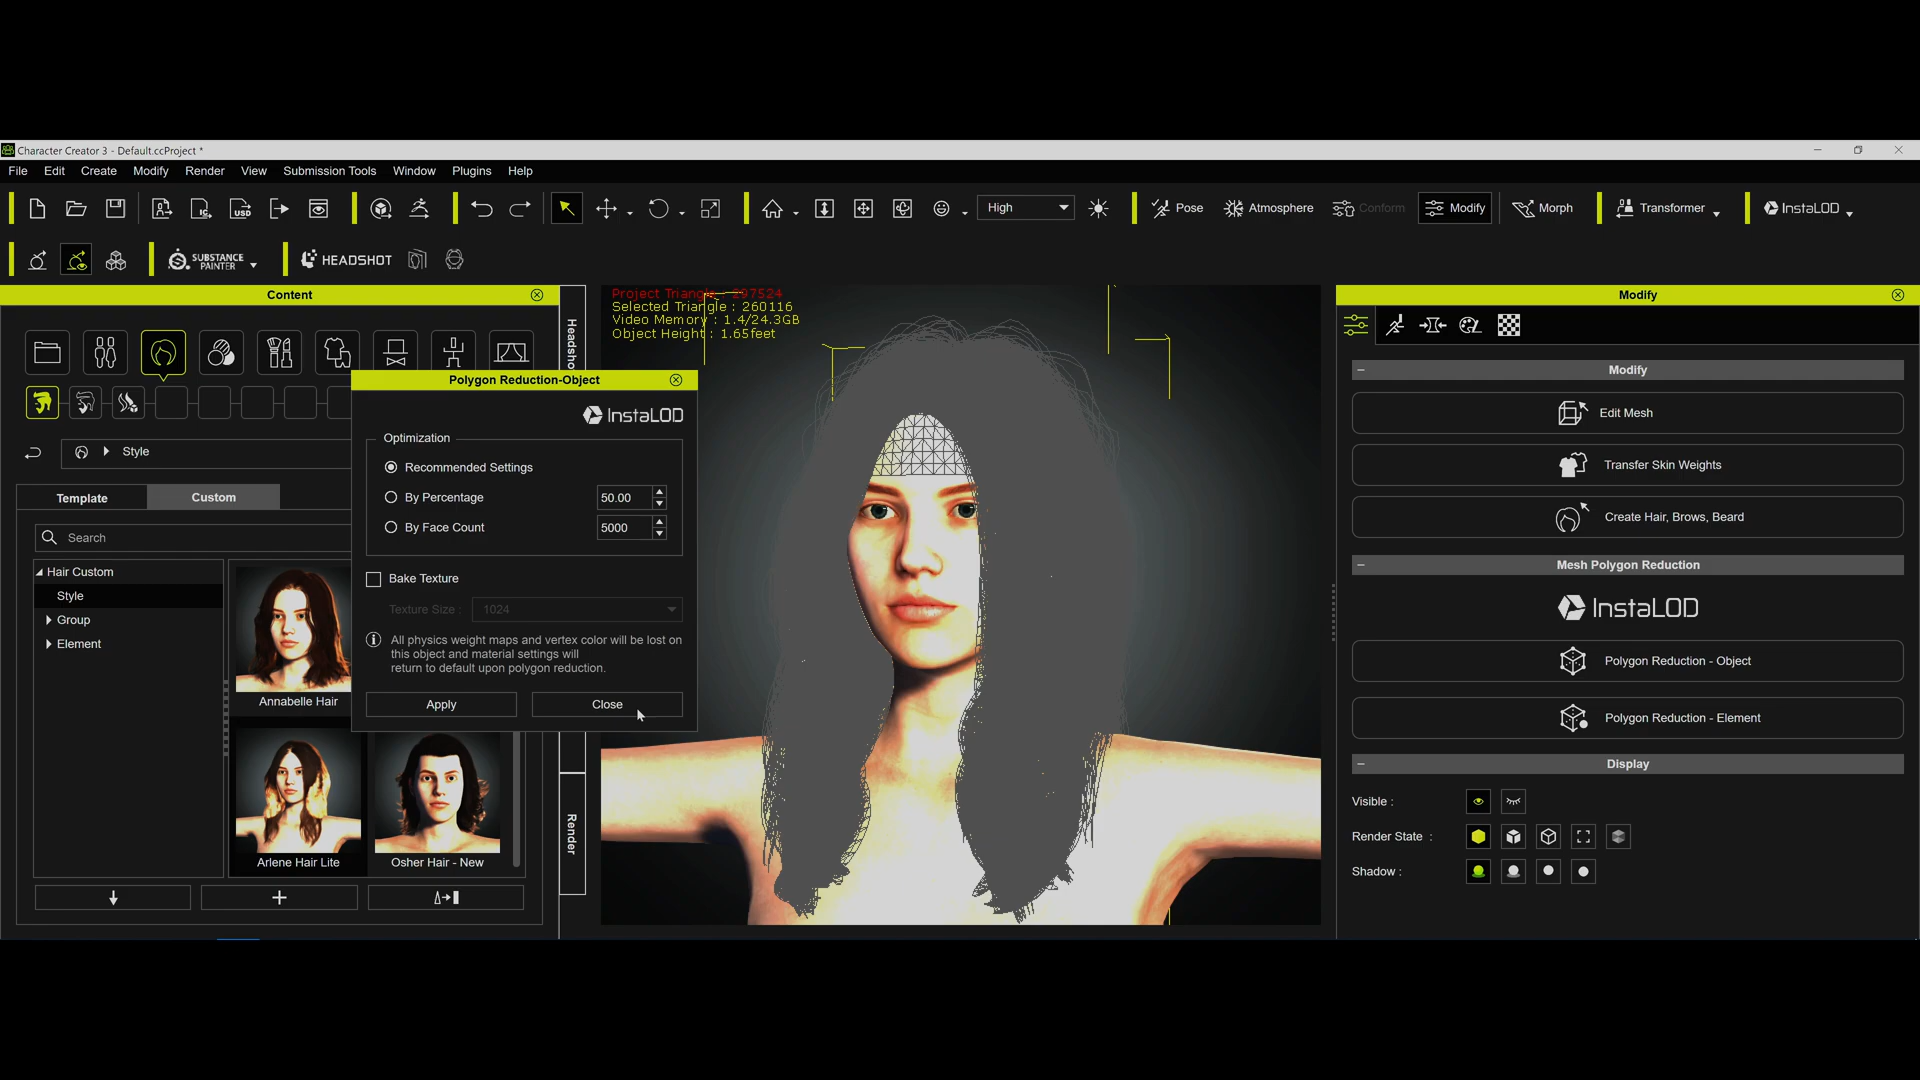 Character Creator 3 - Default.ccProject *
File Edit Create Modify Render View Submission Tools Window Plugins Help
High Pose Atmosphere Conform Modify Morph Transformer InstaLOD
SUBSTANCE PAINTER HEADSHOT
Content
Headsho
Render
Style
Template Custom
Search
Hair Custom
Style
Group
Element
Annabelle Hair
Arlene Hair Lite
Osher Hair - New
Polygon Reduction-Object
InstaLOD
Optimization
Recommended Settings
By Percentage 50.00
By Face Count 5000
Bake Texture
Texture Size : 1024
All physics weight maps and vertex color will be lost on
this object and material settings will
return to default upon polygon reduction.
Apply Close
Project Triangle : 297524
Selected Triangle : 260116
Video Memory : 1.4/24.3GB
Object Height : 1.65feet
Modify
Modify
Edit Mesh
Transfer Skin Weights
Create Hair, Brows, Beard
Mesh Polygon Reduction
InstaLOD
Polygon Reduction - Object
Polygon Reduction - Element
Display
Visible :
Render State :
Shadow :